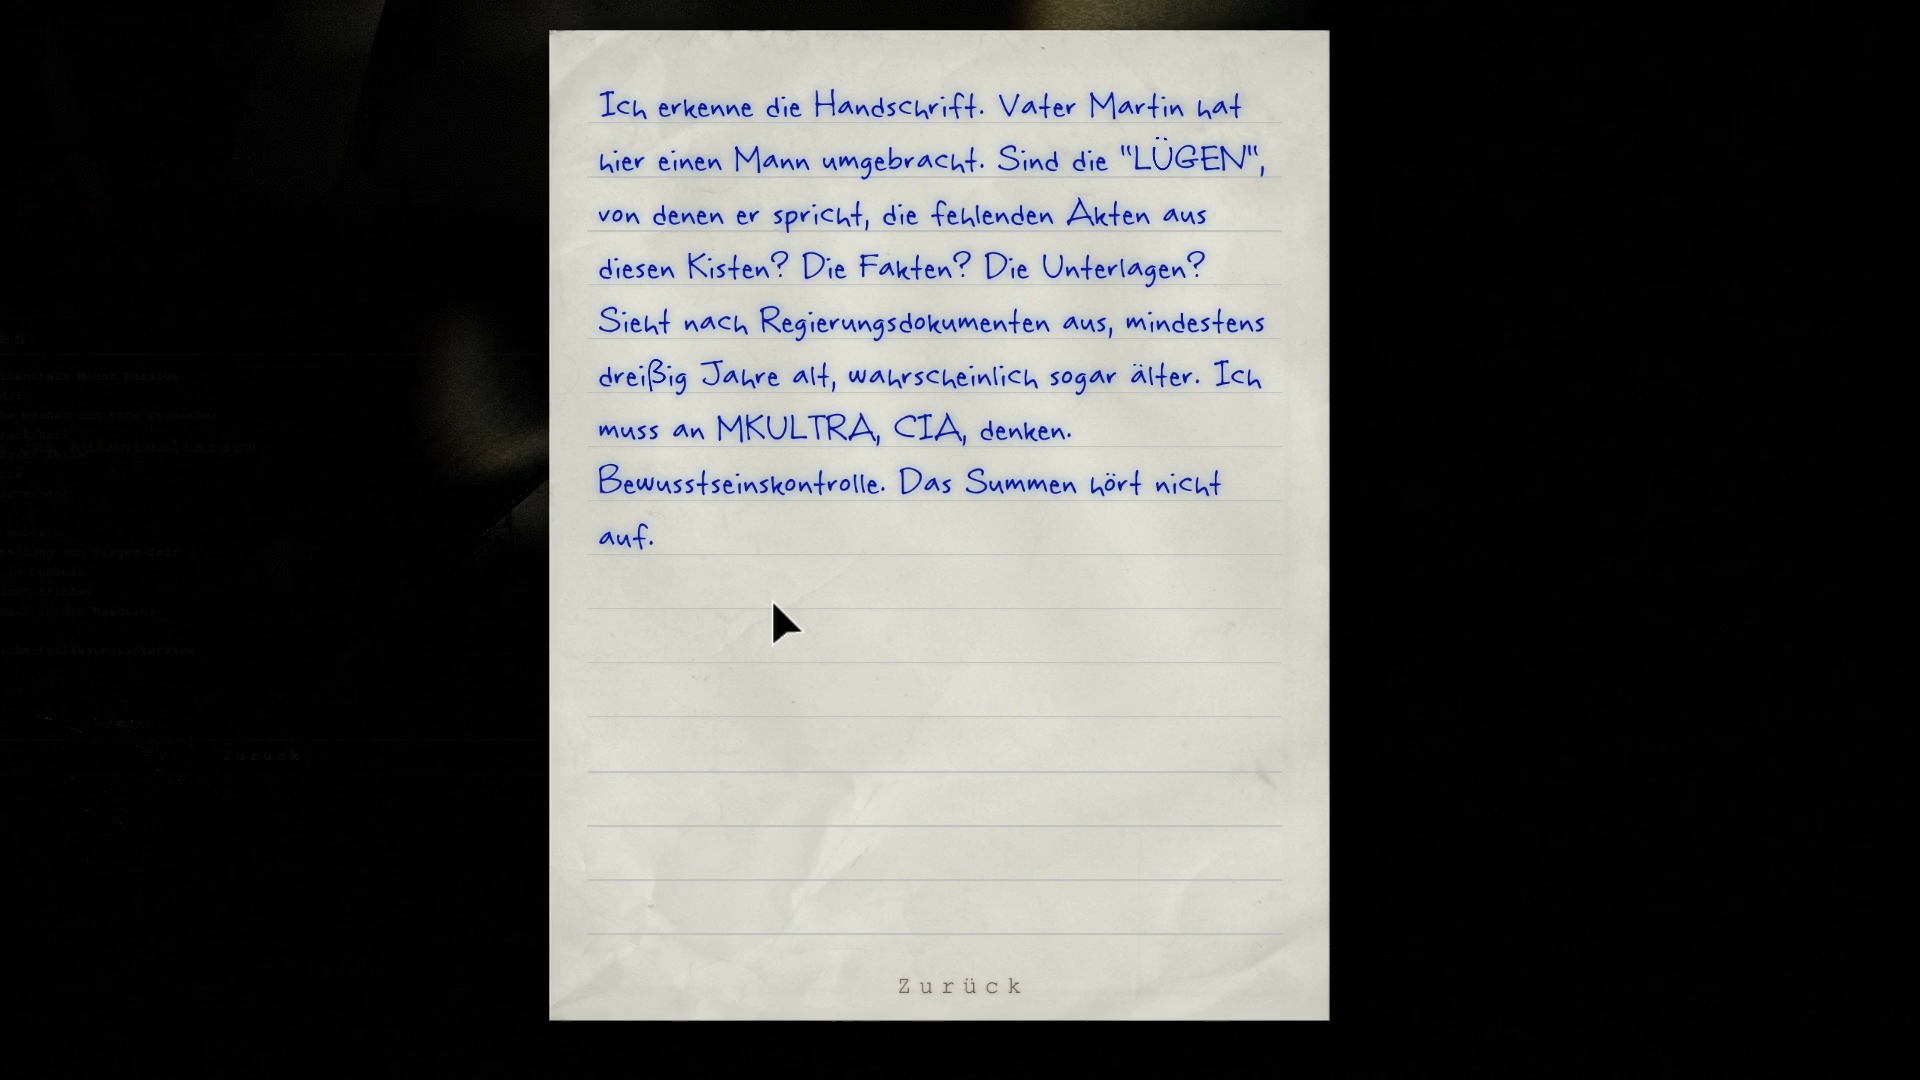 Ich erkenne die Handschrift. Vater Martin hat
hier einen Mann umgebracht. Sind die "LÜGEN",
von denen er spricht, die fehlenden Akten aus
diesen Kisten? Die Fakten? Die Unterlagen?
Sieht nach Regierungsdokumenten aus, mindestens
dreißig Jahre alt, wahrscheinlich sogar älter. Ich
muss an MKULTRA, CIA, denken.
Bewusstseinskontrolle. Das Summen hört nicht
auf.
Zurück
Zurück